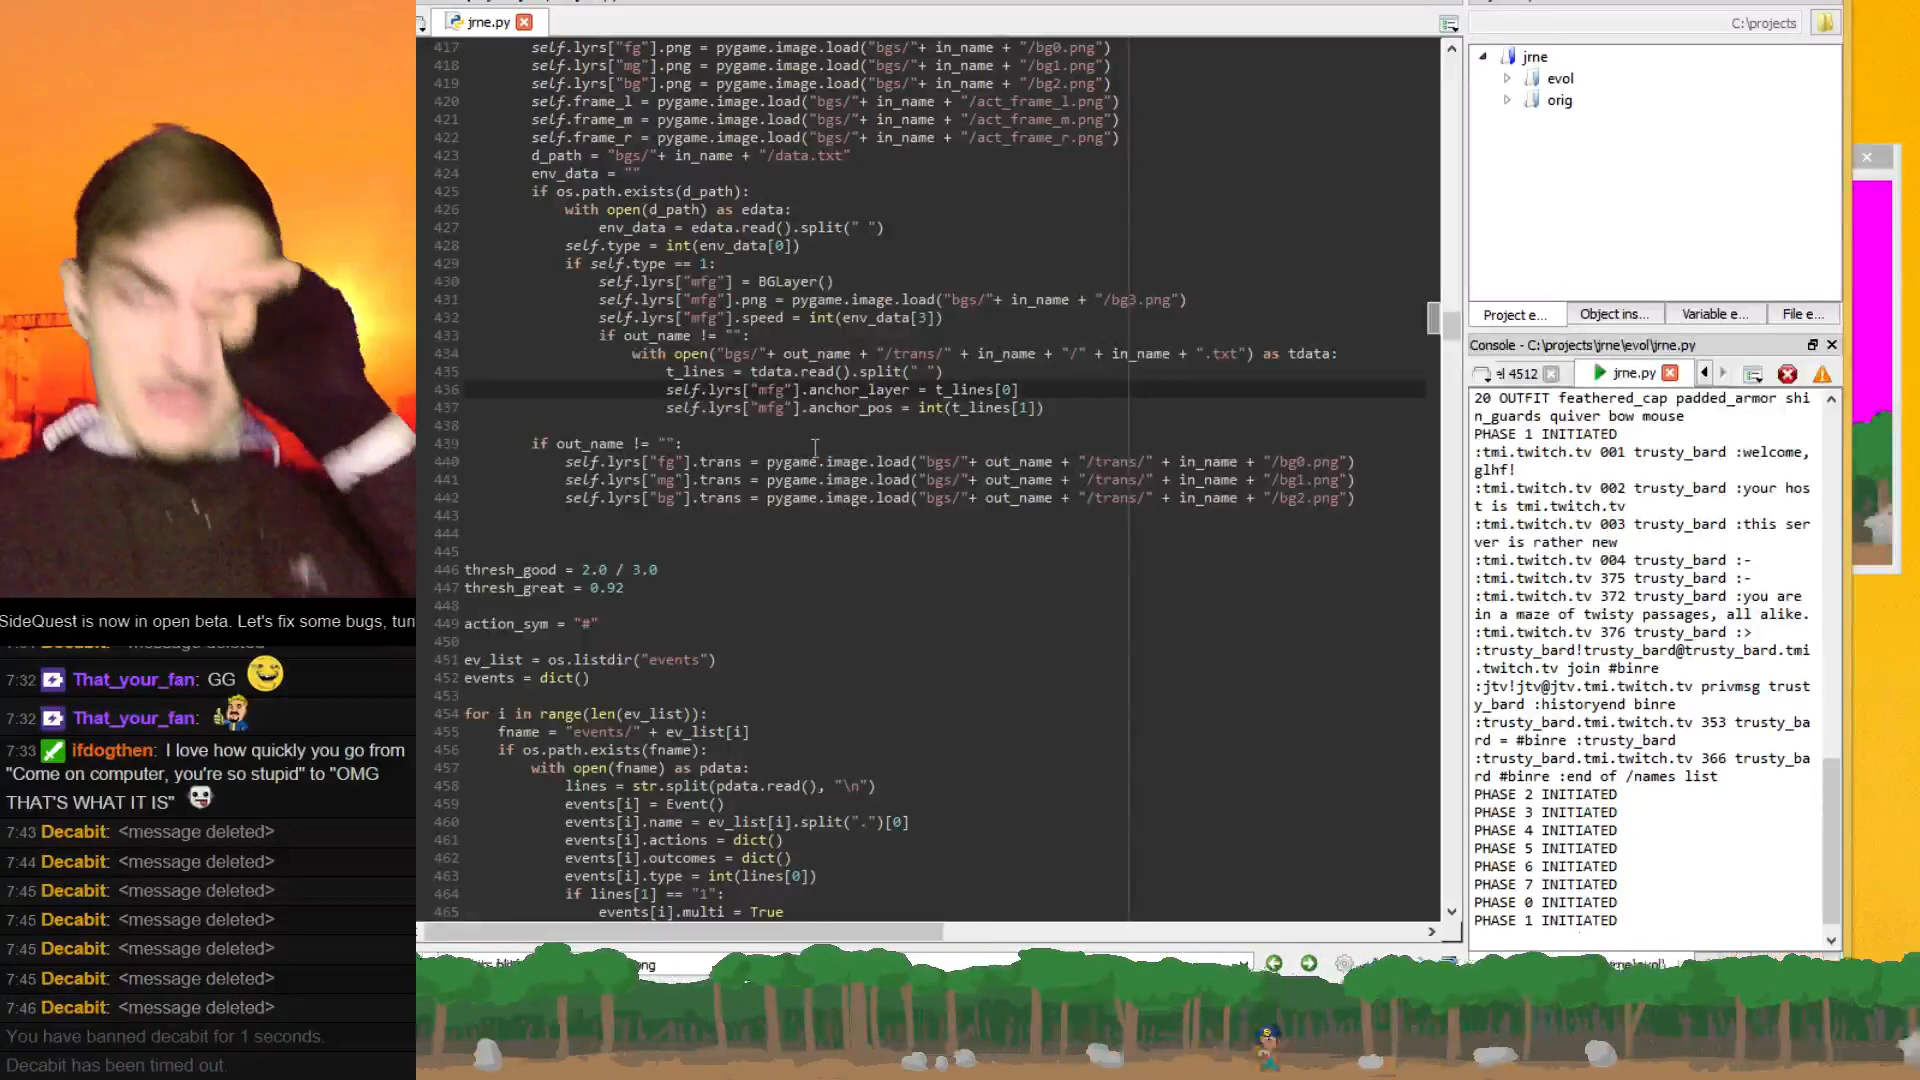 jrne.py
417 self.lyrs["fg"].png = pygame.image.load("bgs/"+ in_name + "/bg0.png")
418 self.lyrs["mg"].png = pygame.image.load("bgs/"+ in_name + "/bg1.png")
419 self.lyrs["bg"].png = pygame.image.load("bgs/"+ in_name + "/bg2.png")
420 self.frame_l = pygame.image.load("bgs/"+ in_name + "/act_frame_l.png")
421 self.frame_m = pygame.image.load("bgs/"+ in_name + "/act_frame_m.png")
422 self.frame_r = pygame.image.load("bgs/"+ in_name + "/act_frame_r.png")
423 d_path = "bgs/"+ in_name + "/data.txt"
424 env_data = ""
425 if os.path.exists(d_path):
426 with open(d_path) as edata:
427 env_data = edata.read().split(" ")
428 self.type = int(env_data[0])
429 if self.type == 1:
430 self.lyrs["mfg"] = BGLayer()
431 self.lyrs["mfg"].png = pygame.image.load("bgs/"+ in_name + "/bg3.png")
432 self.lyrs["mfg"].speed = int(env_data[3])
433 if out_name != "":
434 with open("bgs/"+ out_name + "/trans/" + in_name + "/" + in_name + ".txt") as tdata:
435 t_lines = tdata.read().split(" ")
436 self.lyrs["mfg"].anchor_layer = t_lines[0]
437 self.lyrs["mfg"].anchor_pos = int(t_lines[1])
438
439 if out_name != "":
440 self.lyrs["fg"].trans = pygame.image.load("bgs/"+ out_name + "/trans/" + in_name + "/bg0.png")
441 self.lyrs["mg"].trans = pygame.image.load("bgs/"+ out_name + "/trans/" + in_name + "/bg1.png")
442 self.lyrs["bg"].trans = pygame.image.load("bgs/"+ out_name + "/trans/" + in_name + "/bg2.png")
443
444
445
446 thresh_good = 2.0 / 3.0
447 thresh_great = 0.92
448
449 action_sym = "#"
450
451 ev_list = os.listdir("events")
452 events = dict()
453
454 for i in range(len(ev_list)):
455 fname = "events/" + ev_list[i]
456 if os.path.exists(fname):
457 with open(fname) as pdata:
458 lines = str.split(pdata.read(), "\n")
459 events[i] = Event()
460 events[i].name = ev_list[i].split(".")[0]
461 events[i].actions = dict()
462 events[i].outcomes = dict()
463 events[i].type = int(lines[0])
464 if lines[1] == "1":
465 events[i].multi = True
C:\projects
jrne
evol
orig
Project e...
Object ins...
Variable e...
File e...
Console - C:\projects\jrne\evol\jrne.py
el 4512
jrne.py
20 OUTFIT feathered_cap padded_armor shi
n_guards quiver bow mouse
PHASE 1 INITIATED
:tmi.twitch.tv 001 trusty_bard :welcome,
glhf!
:tmi.twitch.tv 002 trusty_bard :your hos
t is tmi.twitch.tv
:tmi.twitch.tv 003 trusty_bard :this ser
ver is rather new
:tmi.twitch.tv 004 trusty_bard :-
:tmi.twitch.tv 375 trusty_bard :-
:tmi.twitch.tv 372 trusty_bard :you are
in a maze of twisty passages, all alike.
:tmi.twitch.tv 376 trusty_bard :>
:trusty_bard!trusty_bard@trusty_bard.tmi
.twitch.tv join #binre
:jtv!jtv@jtv.tmi.twitch.tv privmsg trust
y_bard :historyend binre
:trusty_bard.tmi.twitch.tv 353 trusty_ba
rd = #binre :trusty_bard
:trusty_bard.tmi.twitch.tv 366 trusty_ba
rd #binre :end of /names list
PHASE 2 INITIATED
PHASE 3 INITIATED
PHASE 4 INITIATED
PHASE 5 INITIATED
PHASE 6 INITIATED
PHASE 7 INITIATED
PHASE 0 INITIATED
PHASE 1 INITIATED
SideQuest is now in open beta. Let's fix some bugs, tun
7:32 That_your_fan: GG
7:32 That_your_fan:
7:33 ifdogthen: I love how quickly you go from
"Come on computer, you're so stupid" to "OMG
THAT'S WHAT IT IS"
7:43 Decabit: <message deleted>
7:44 Decabit: <message deleted>
7:45 Decabit: <message deleted>
7:45 Decabit: <message deleted>
7:45 Decabit: <message deleted>
7:45 Decabit: <message deleted>
7:46 Decabit: <message deleted>
You have banned decabit for 1 seconds.
Decabit has been timed out.